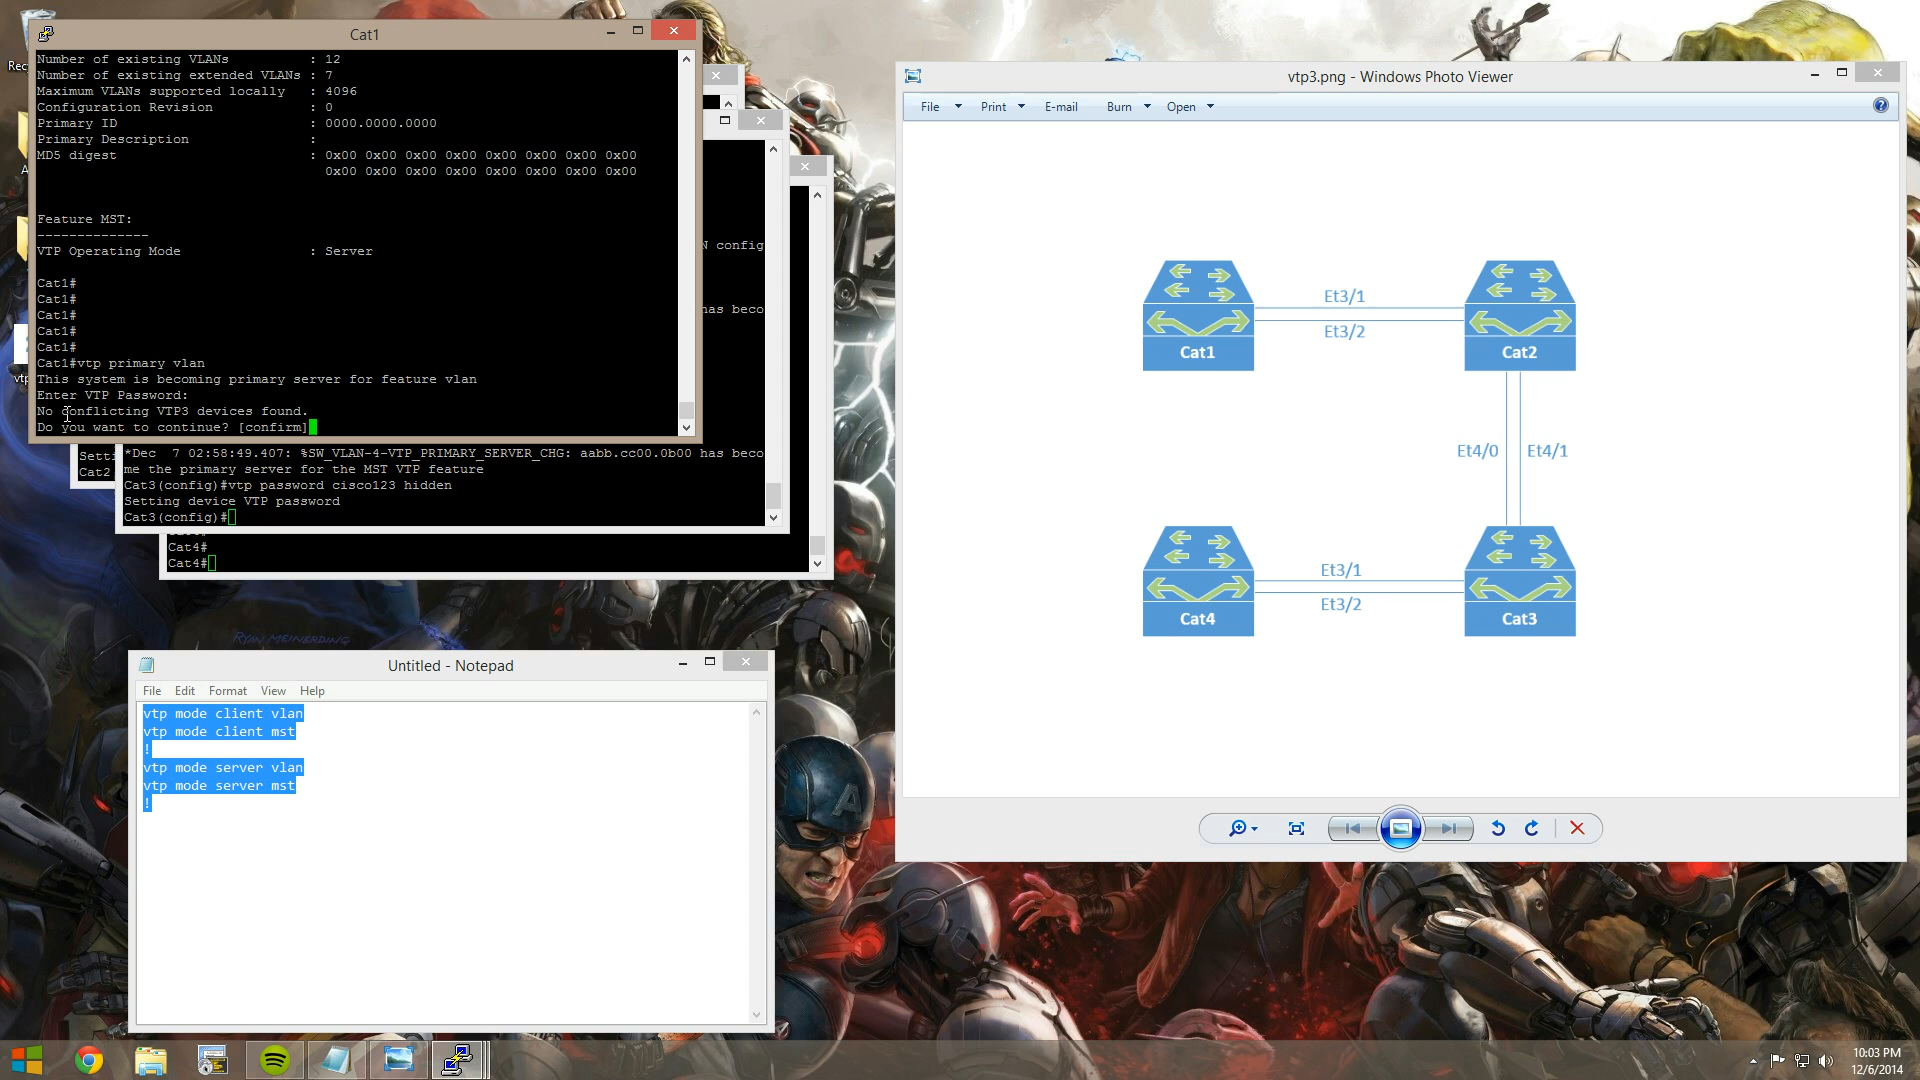 Rec
Cat1
Number of existing VLANs : 12
Number of existing extended VLANs : 7
Maximum VLANs supported locally : 4096
Configuration Revision : 0
Primary ID : 0000.0000.0000
Primary Description :
MD5 digest : 0x00 0x00 0x00 0x00 0x00 0x00 0x00 0x00
0x00 0x00 0x00 0x00 0x00 0x00 0x00 0x00
Feature MST:
--------------
VTP Operating Mode : Server
Cat1#
Cat1#
Cat1#
Cat1#
Cat1#
Cat1#vtp primary vlan
This system is becoming primary server for feature vlan
Enter VTP Password:
No conflicting VTP3 devices found.
Do you want to continue? [confirm]
N config
has beco
vtp
Setti
Cat2
*Dec 7 02:58:49.407: %SW_VLAN-4-VTP_PRIMARY_SERVER_CHG: aabb.cc00.0b00 has beco
me the primary server for the MST VTP feature
Cat3(config)#vtp password cisco123 hidden
Setting device VTP password
Cat3(config)#
Cat4#
Cat4#
RYAN MEINERDING
Untitled - Notepad
File Edit Format View Help
vtp mode client vlan
vtp mode client mst
!
vtp mode server vlan
vtp mode server mst
!
vtp3.png - Windows Photo Viewer
File Print E-mail Burn Open
Et3/1
Et3/2
Cat1
Cat2
Et4/0 Et4/1
Et3/1
Et3/2
Cat4
Cat3
10:03 PM
12/6/2014